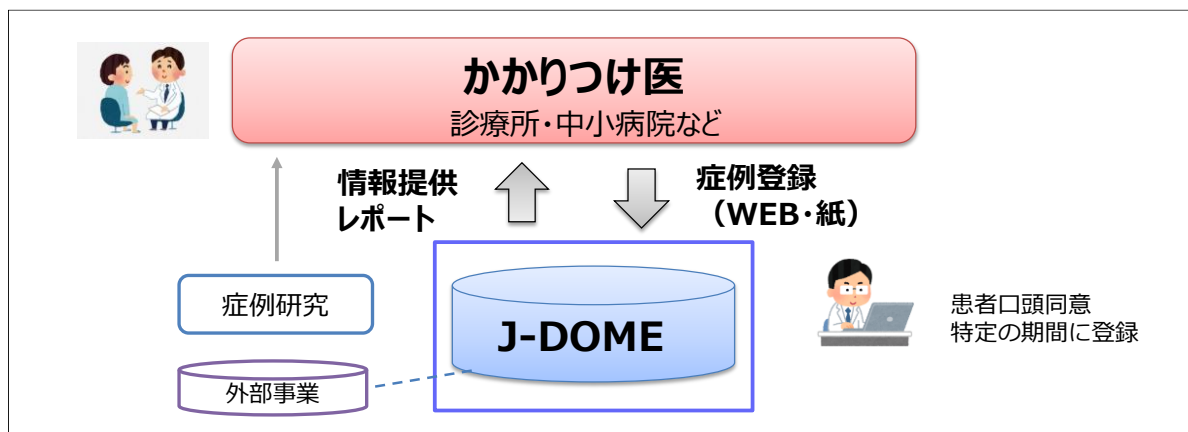 かかりつけ医
診療所・中小病院など
情報提供
レポート
症例登録
（WEB・紙）
症例研究
J-DOME
患者口頭同意
特定の期間に登録
外部事業